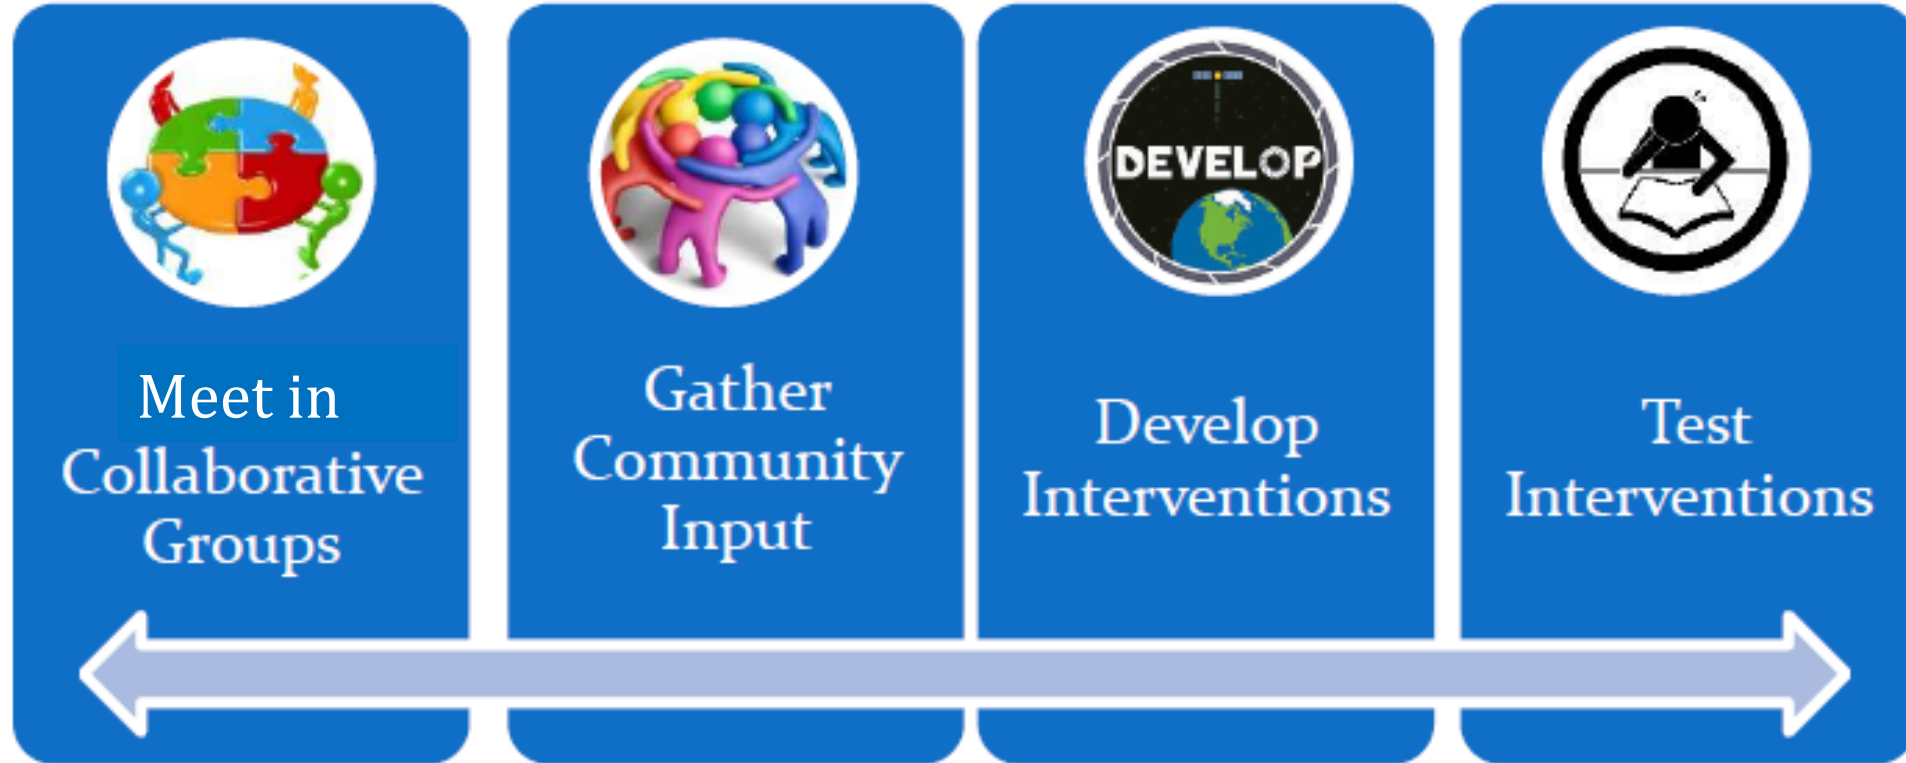 Meet in
Collaborative
Groups
Gather
Community
Input
DEVELOP
Develop
Interventions
Test
Interventions